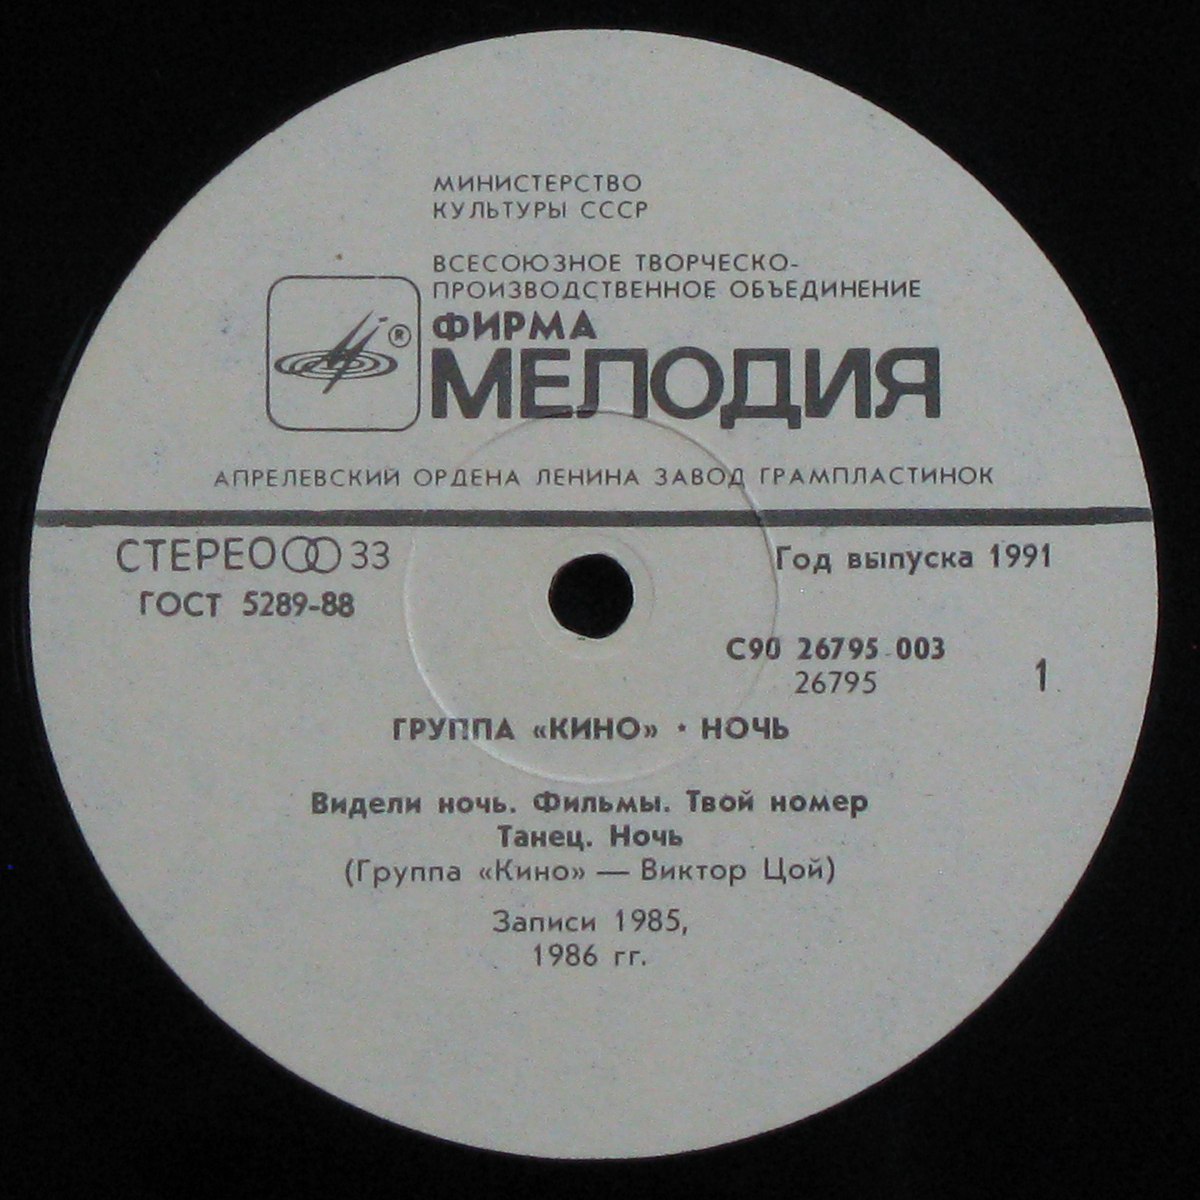 МИНИСТЕРСТВО
КУЛЬТУРЫ СССР
ВСЕСОЮЗНОЕ ТВОРЧЕСКО-
ПРОИЗВОДСТВЕННОЕ ОБЪЕДИНЕНИЕ
®
ФИРМА
МЕЛОДИЯ
АПРЕЛЕВСКИЙ ОРДЕНА ЛЕНИНА ЗАВОД ГРАМПЛАСТИНОК
СТЕРЕО 33
Год выпуска 1991
ГОСТ 5289-88
С90 26795 003
26795
1
ГРУППА «КИНО» · НОЧЬ
Видели ночь. Фильмы. Твой номер
Танец. Ночь
(Группа «Кино» — Виктор Цой)
Записи 1985,
1986 гг.